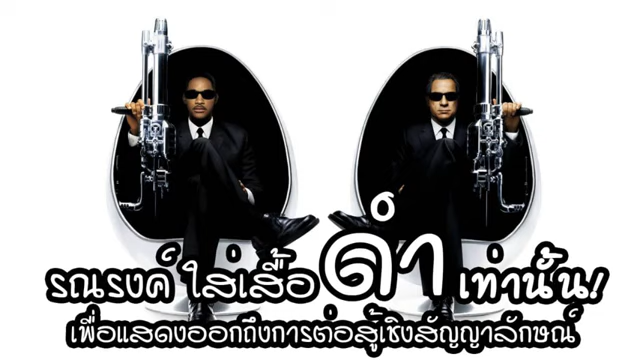 รณรงค์ ใส่เสื้อ ดำ เท่านั้น!
เพื่อแสดงออกถึงการต่อสู้เชิงสัญญาลักษณ์